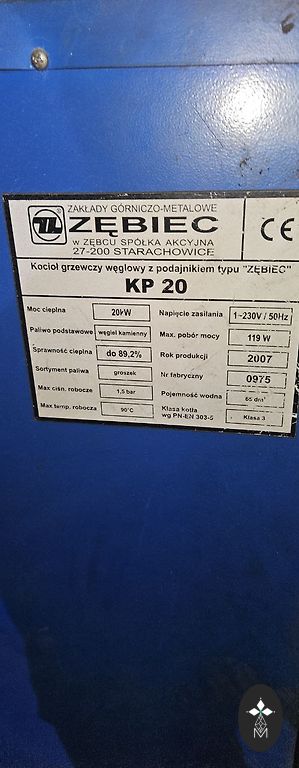 ZAKŁADY GÓRNICZO-METALOWE
ZĘBIEC
w ZĘBCU SPÓŁKA AKCYJNA
27-200 STARACHOWICE
CE
Kocioł grzewczy węglowy z podajnikiem typu "ZĘBIEC"
KP 20
Moc cieplna 20kW Napięcie zasilania 1~230V / 50Hz
Paliwo podstawowe węgiel kamienny Max. pobór mocy 119 W
Sprawność cieplna do 89,2% Rok produkcji 2007
Sortyment paliwa groszek Nr fabryczny 0975
Max ciśn. robocze 1,5 bar Pojemność wodna 65 dm³
Max temp. robocza 90°C Klasa kotła wg PN-EN 303-5 Klasa 3
M